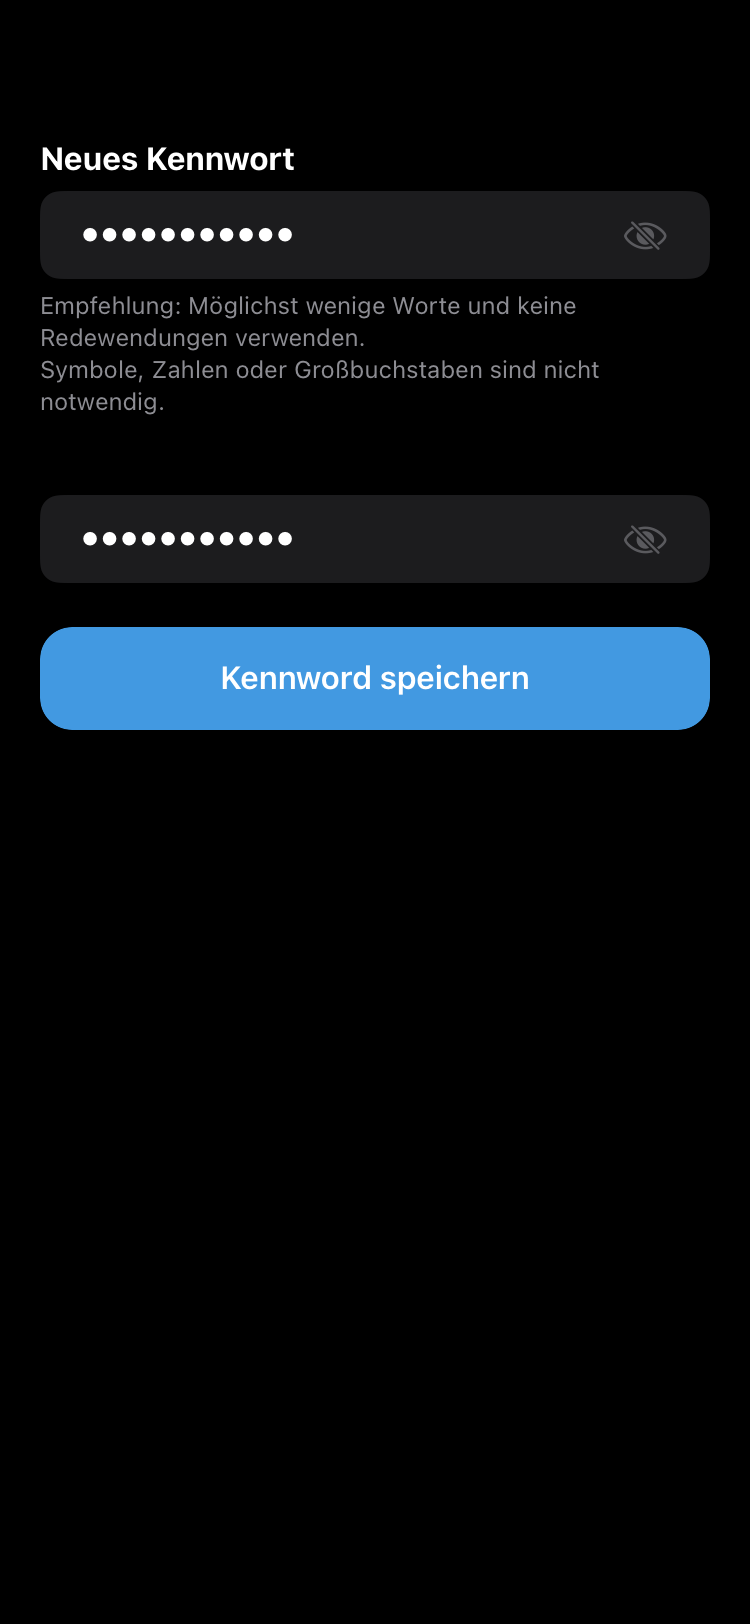 Neues Kennwort
•••••••••••
Empfehlung: Möglichst wenige Worte und keine
Redewendungen verwenden.
Symbole, Zahlen oder Großbuchstaben sind nicht
notwendig.
•••••••••••
Kennword speichern